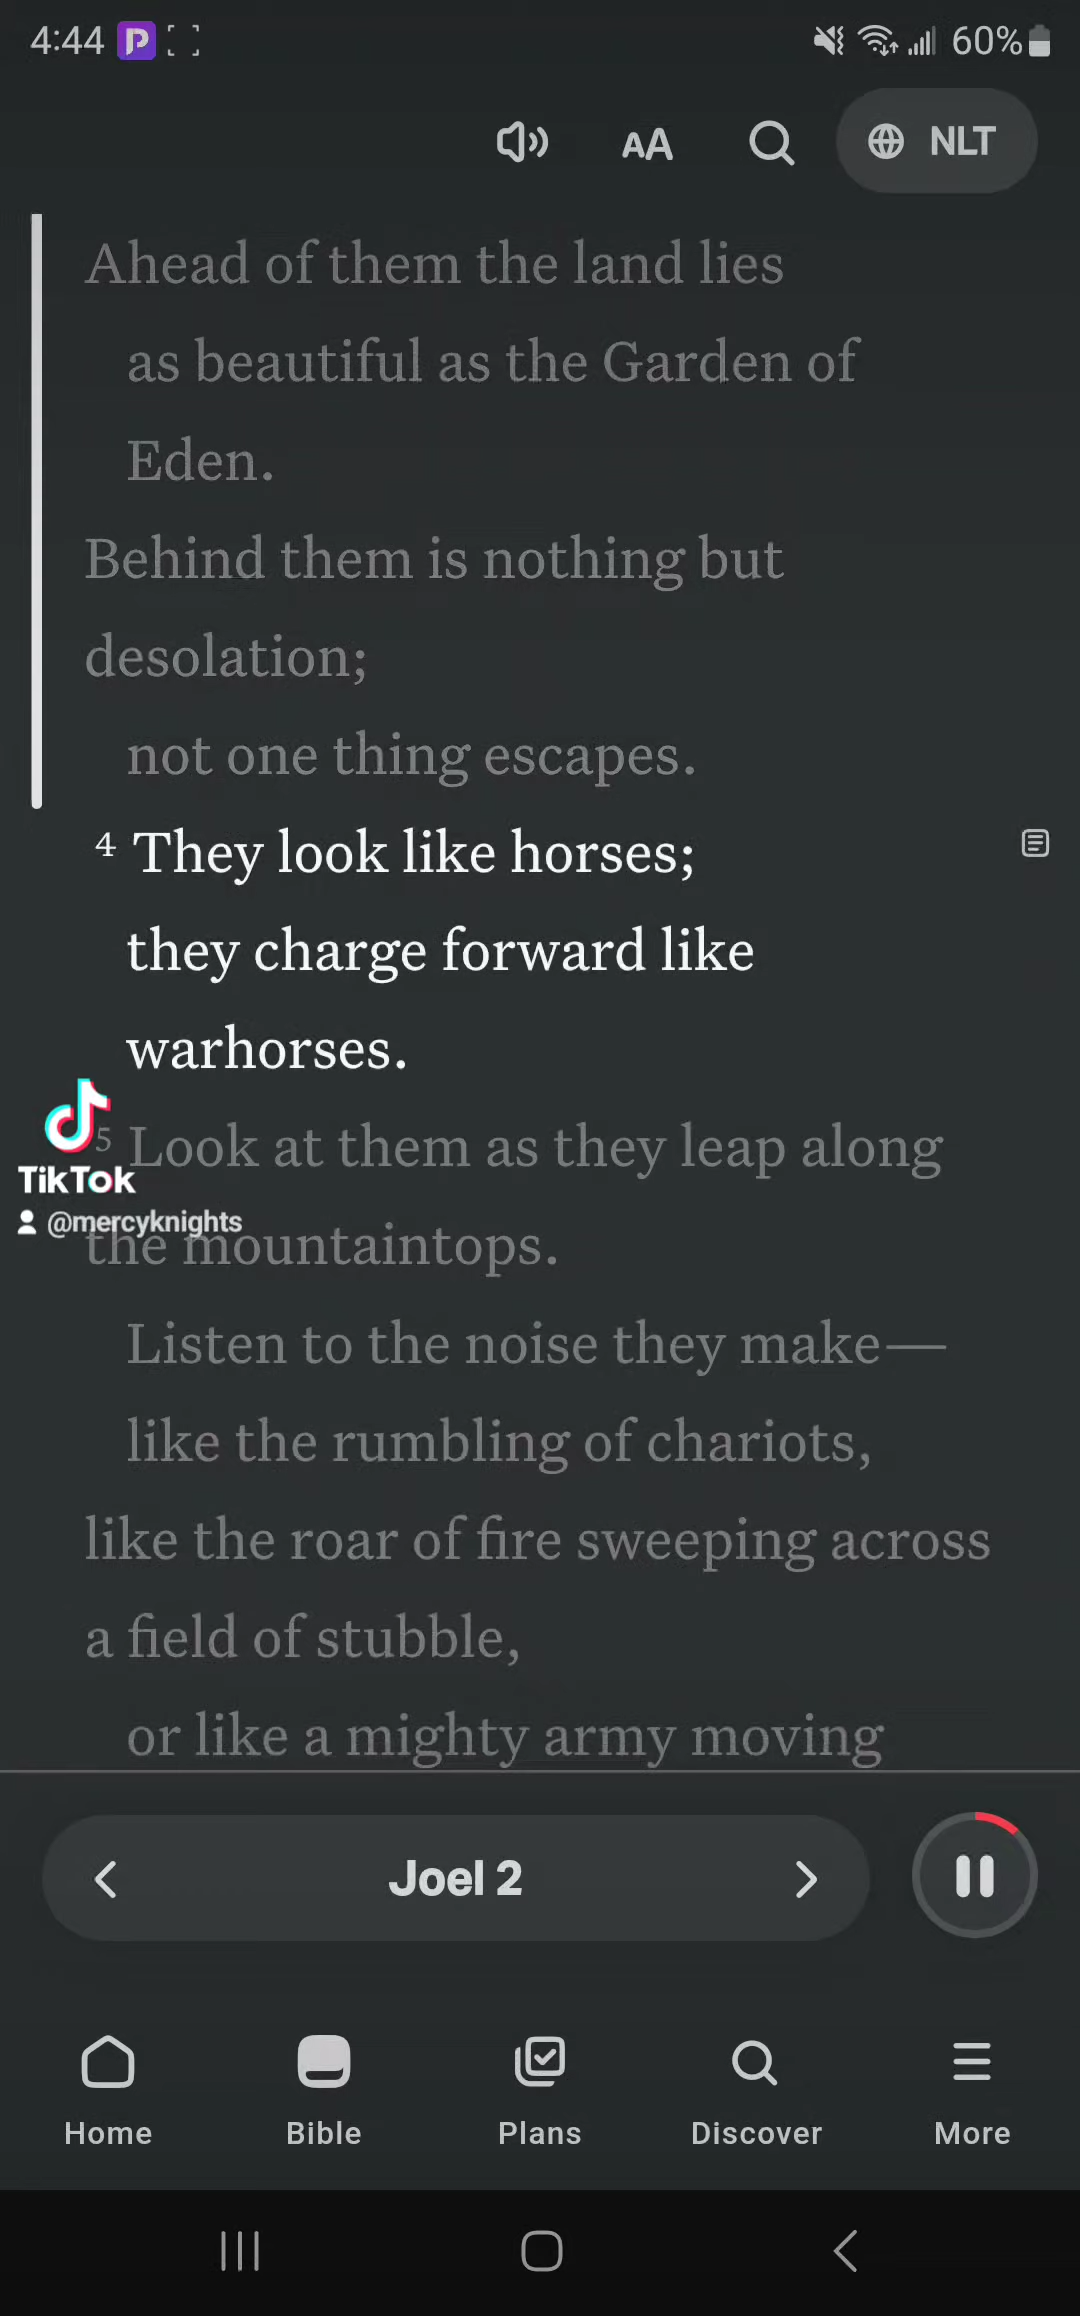 4:44
60%
AA
NLT
Ahead of them the land lies
as beautiful as the Garden of
Eden.
Behind them is nothing but
desolation;
not one thing escapes.
4 They look like horses;
they charge forward like
warhorses.
5 Look at them as they leap along
TikTok
@mercyknights
the mountaintops.
Listen to the noise they make—
like the rumbling of chariots,
like the roar of fire sweeping across
a field of stubble,
or like a mighty army moving
Joel 2
Home Bible Plans Discover More